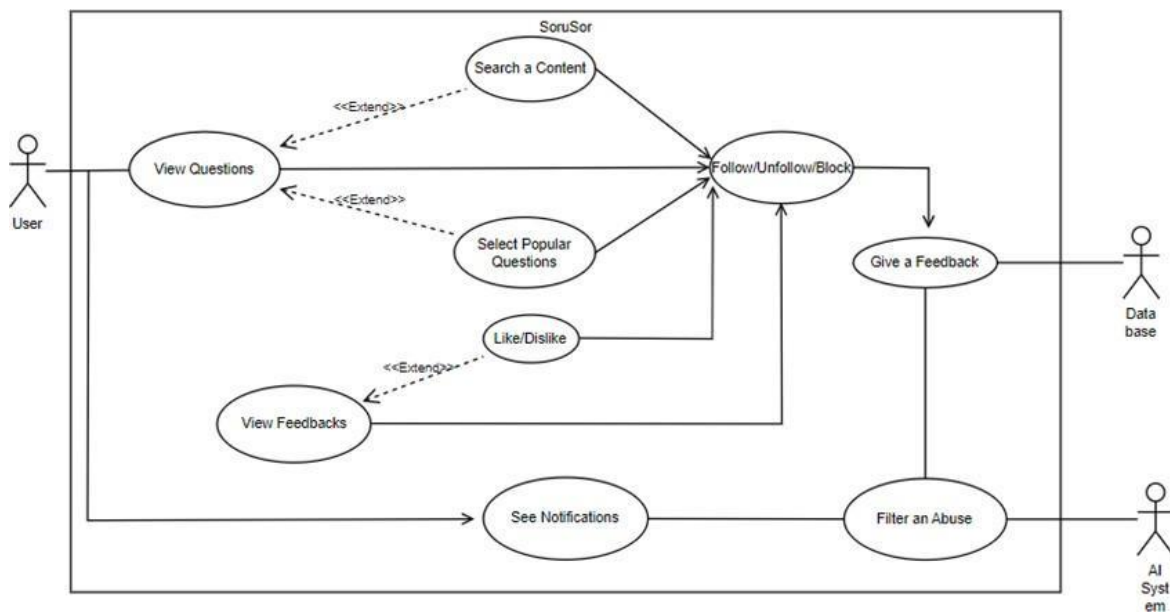 SoruSor
Search a Content
<<Extend>>
View Questions
Follow/Unfollow/Block
<<Extend>>
User
Select Popular
Questions
Give a Feedback
Data
base
Like/Dislike
<<Extend>>
View Feedbacks
See Notifications
Filter an Abuse
AI
Syst
em